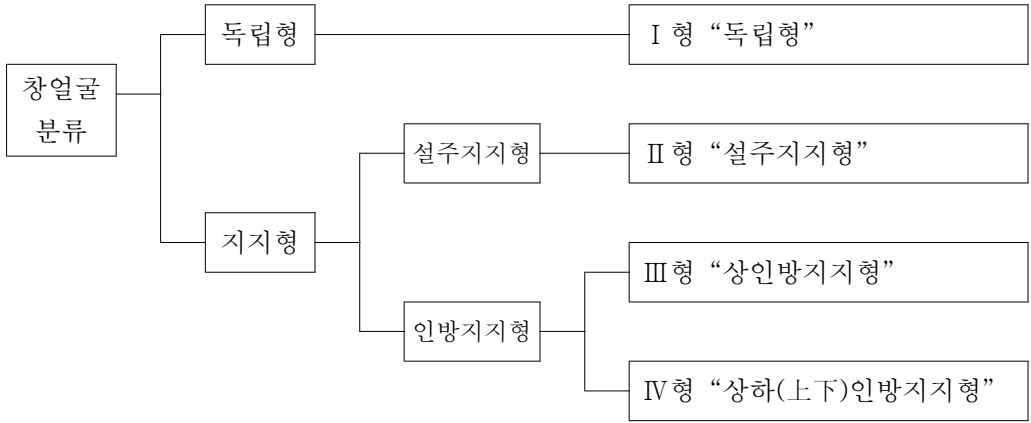 창얼굴
분류
독립형
Ⅰ형 “독립형”
지지형
설주지지형
Ⅱ형 “설주지지형”
인방지지형
Ⅲ형 “상인방지지형”
Ⅳ형 “상하(上下)인방지지형”